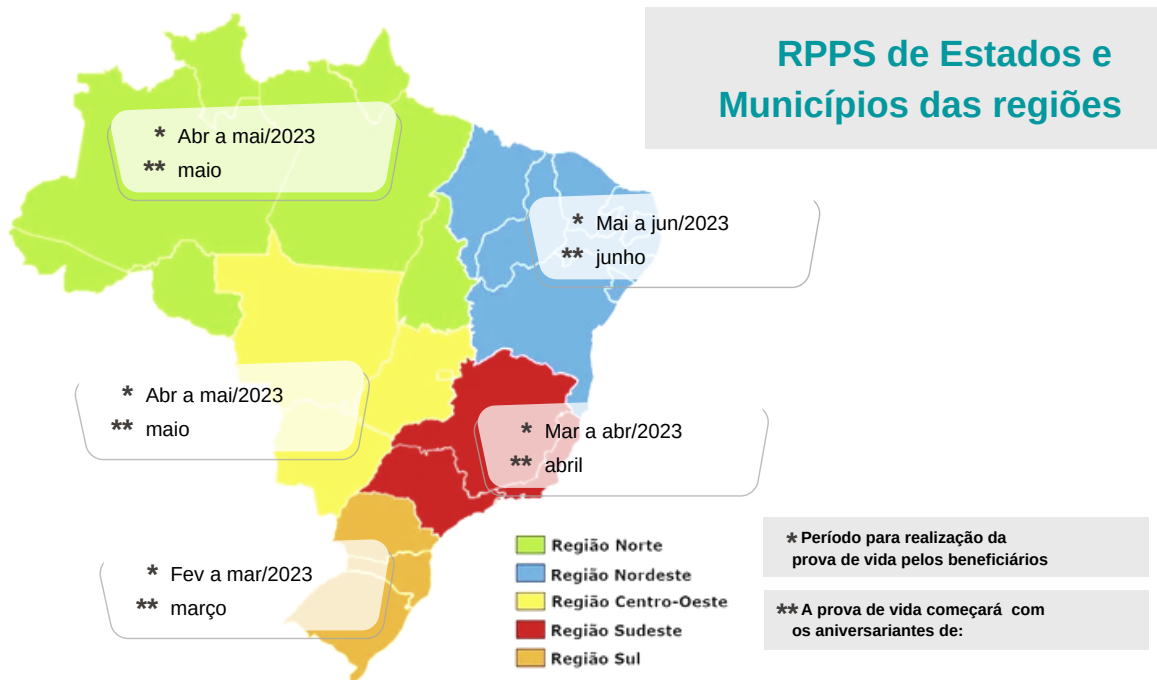 RPPS de Estados e
Municípios das regiões
* Abr a mai/2023
** maio
* Mai a jun/2023
** junho
* Abr a mai/2023
** maio
* Mar a abr/2023
** abril
* Fev a mar/2023
** março
Região Norte
Região Nordeste
Região Centro-Oeste
Região Sudeste
Região Sul
* Período para realização da
prova de vida pelos beneficiários
** A prova de vida começará com
os aniversariantes de: